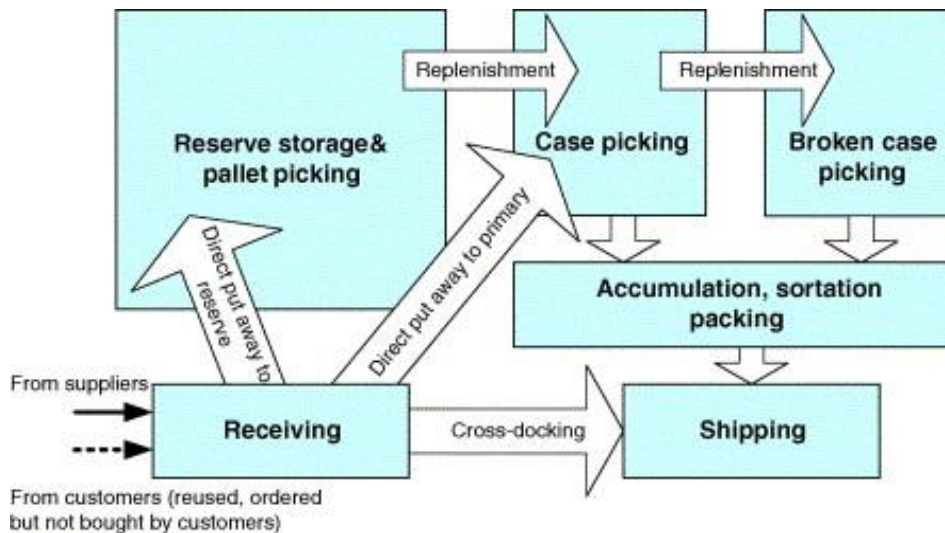 Replenishment
Replenishment
Reserve storage&
pallet picking
Case picking
Broken case
picking
Direct put away to
reserve
Direct put away to primary
Accumulation, sortation
packing
From suppliers
Receiving
Cross-docking
Shipping
From customers (reused, ordered
but not bought by customers)